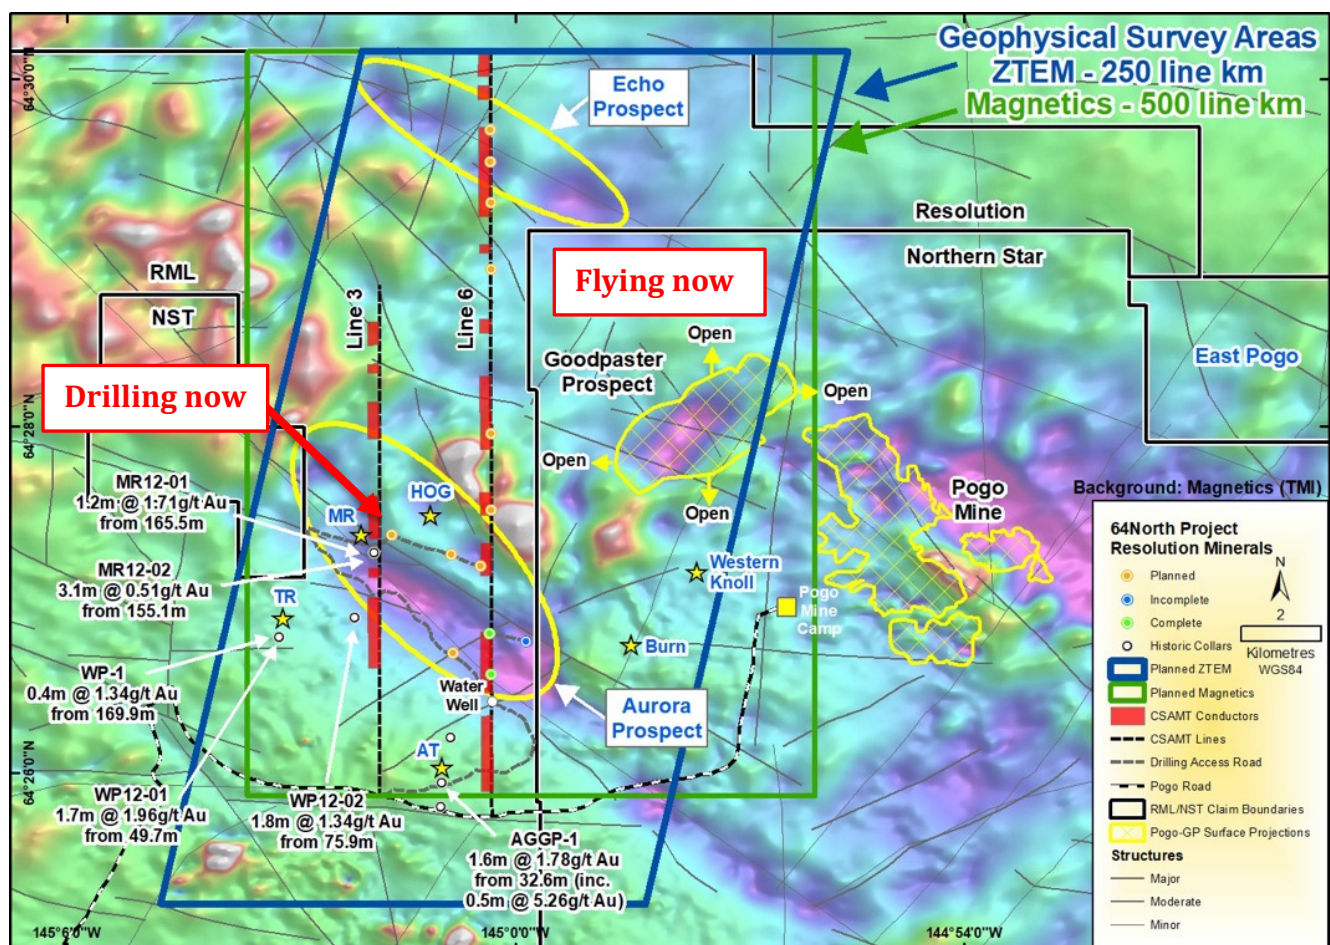 Geophysical Survey Areas
ZTEM - 250 line km
Magnetics - 500 line km
64°30'0"N
Echo
Prospect
Resolution
Northern Star
RML
NST
Flying now
Line 3
Line 6
Open
Goodpaster
Prospect
East Pogo
Drilling now
Open
64°28'0"N
Open
Open
MR12-01
1.2m @ 1.71g/t Au
from 165.5m
HOG
MR
Pogo
Mine
MR12-02
3.1m @ 0.51g/t Au
from 155.1m
TR
Western
Knoll
Pogo
Mine
Camp
Burn
WP-1
0.4m @ 1.34g/t Au
from 169.9m
Water
Well
Aurora
Prospect
AT
64°26'0"N
WP12-01
1.7m @ 1.96g/t Au
from 49.7m
WP12-02
1.8m @ 1.34g/t Au
from 75.9m
AGGP-1
1.6m @ 1.78g/t Au
from 32.6m (inc.
0.5m @ 5.26g/t Au)
145°6'0"W
145°0'0"W
144°54'0"W
Background: Magnetics (TMI)
64North Project
Resolution Minerals
N
2
Kilometres
WGS84
Planned
Incomplete
Complete
Historic Collars
Planned ZTEM
Planned Magnetics
CSAMT Conductors
CSAMT Lines
Drilling Access Road
Pogo Road
RML/NST Claim Boundaries
Pogo-GP Surface Projections
Structures
Major
Moderate
Minor